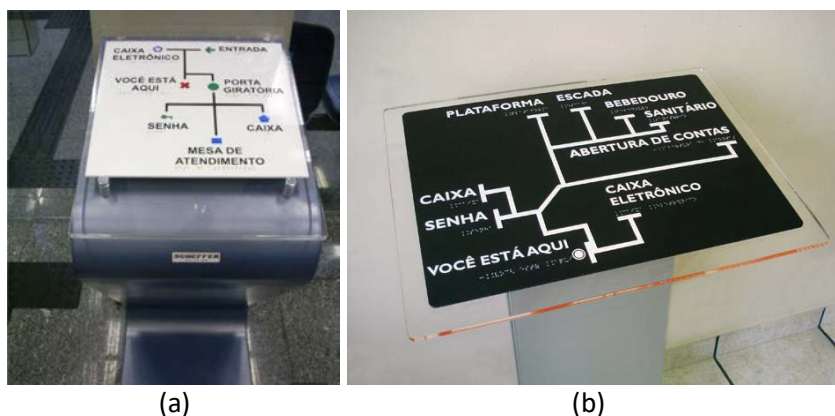 CAIXA
ELETRÔNICO
ENTRADA
VOCÊ ESTÁ
AQUI
PORTA
GIRATÓRIA
SENHA
CAIXA
MESA DE
ATENDIMENTO
SCHEFFER
(a)
PLATAFORMA
ESCADA
BEBEDOURO
SANITÁRIO
ABERTURA DE CONTAS
CAIXA
SENHA
CAIXA
ELETRÔNICO
VOCÊ ESTÁ AQUI
(b)